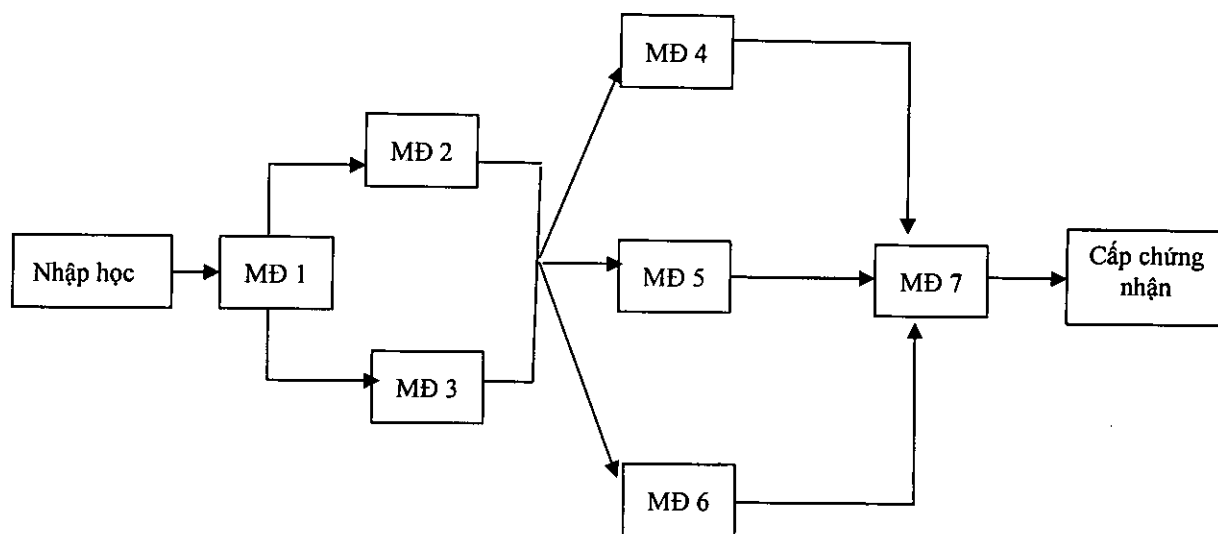 Nhập học
MĐ 1
MĐ 2
MĐ 3
MĐ 4
MĐ 5
MĐ 6
MĐ 7
Cấp chứng
nhận